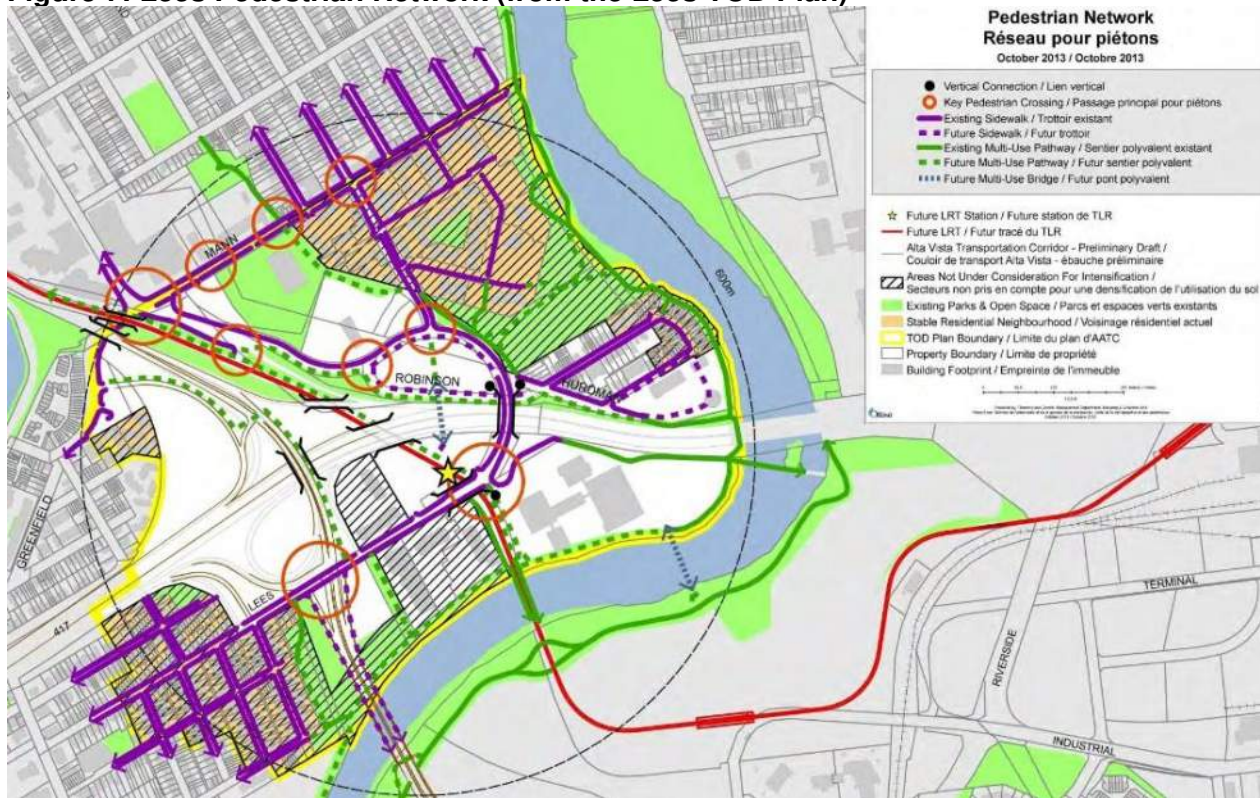 Figure 7: Lees Pedestrian Network (from the Lees TOD Plan)
Pedestrian Network
Réseau pour piétons
October 2013 / Octobre 2013
Vertical Connection / Lien vertical
Key Pedestrian Crossing / Passage principal pour piétons
Existing Sidewalk / Trottoir existant
Future Sidewalk / Futur trottoir
Existing Multi-Use Pathway / Sentier polyvalent existant
Future Multi-Use Pathway / Futur sentier polyvalent
Future Multi-Use Bridge / Futur pont polyvalent
Future LRT Station / Future station de TLR
Future LRT / Futur tracé du TLR
Alta Vista Transportation Corridor - Preliminary Draft /
Couloir de transport Alta Vista - ébauche préliminaire
Areas Not Under Consideration For Intensification /
Secteurs non pris en compte pour une densification de l'utilisation du sol
Existing Parks & Open Space / Parcs et espaces verts existants
Stable Residential Neighbourhood / Voisinage résidentiel actuel
TOD Plan Boundary / Limite du plan d'AATC
Property Boundary / Limite de propriété
Building Footprint / Empreinte de l'immeuble
MANN
600m
ROBINSON
HURDMAN
GREENFIELD
LEES
417
TERMINAL
RIVERSIDE
INDUSTRIAL